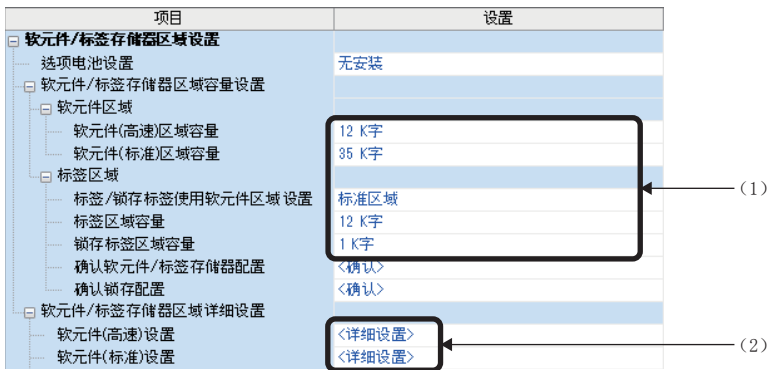 项目 设置
软元件/标签存储器区域设置
选项电池设置 无安装
软元件/标签存储器区域容量设置
软元件区域
软元件(高速)区域容量 12 K字
软元件(标准)区域容量 35 K字
标签区域
标签/锁存标签使用软元件区域设置 标准区域
标签区域容量 12 K字
锁存标签区域容量 1 K字
确认软元件/标签存储器配置 <确认>
确认锁存配置 <确认>
软元件/标签存储器区域详细设置
软元件(高速)设置 <详细设置>
软元件(标准)设置 <详细设置>
(1)
(2)